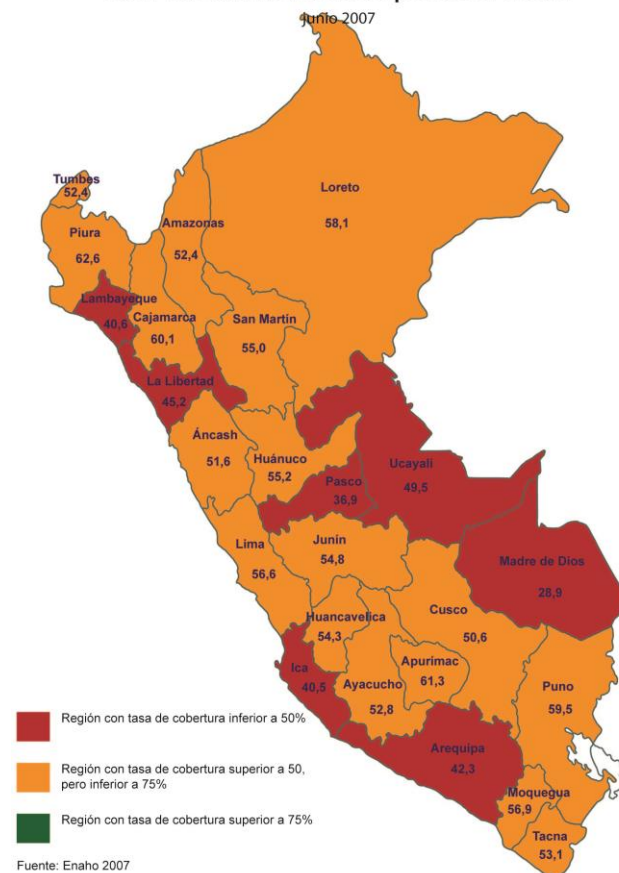 junio 2007
Tumbes
52,4
Loreto
58,1
Amazonas
52,4
Piura
62,6
Lambayeque
40,6
Cajamarca
60,1
San Martín
55,0
La Libertad
45,2
Áncash
51,6
Huánuco
55,2
Ucayali
49,5
Pasco
36,9
Lima
56,6
Junín
54,8
Madre de Dios
28,9
Huancavelica
54,3
Cusco
50,6
Ica
40,5
Ayacucho
52,8
Apurímac
61,3
Puno
59,5
Arequipa
42,3
Moquegua
56,9
Tacna
53,1
Región con tasa de cobertura inferior a 50%
Región con tasa de cobertura superior a 50,
pero inferior a 75%
Región con tasa de cobertura superior a 75%
Fuente: Enaho 2007